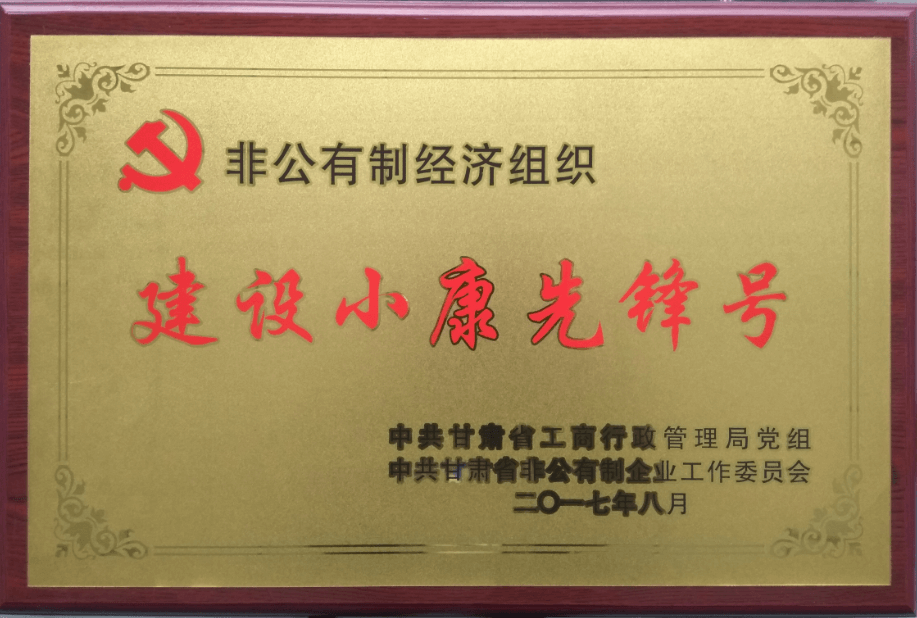 非公有制经济组织
建设小康先锋号
中共甘肃省工商行政管理局党组
中共甘肃省非公有制企业工作委员会
二〇一七年八月